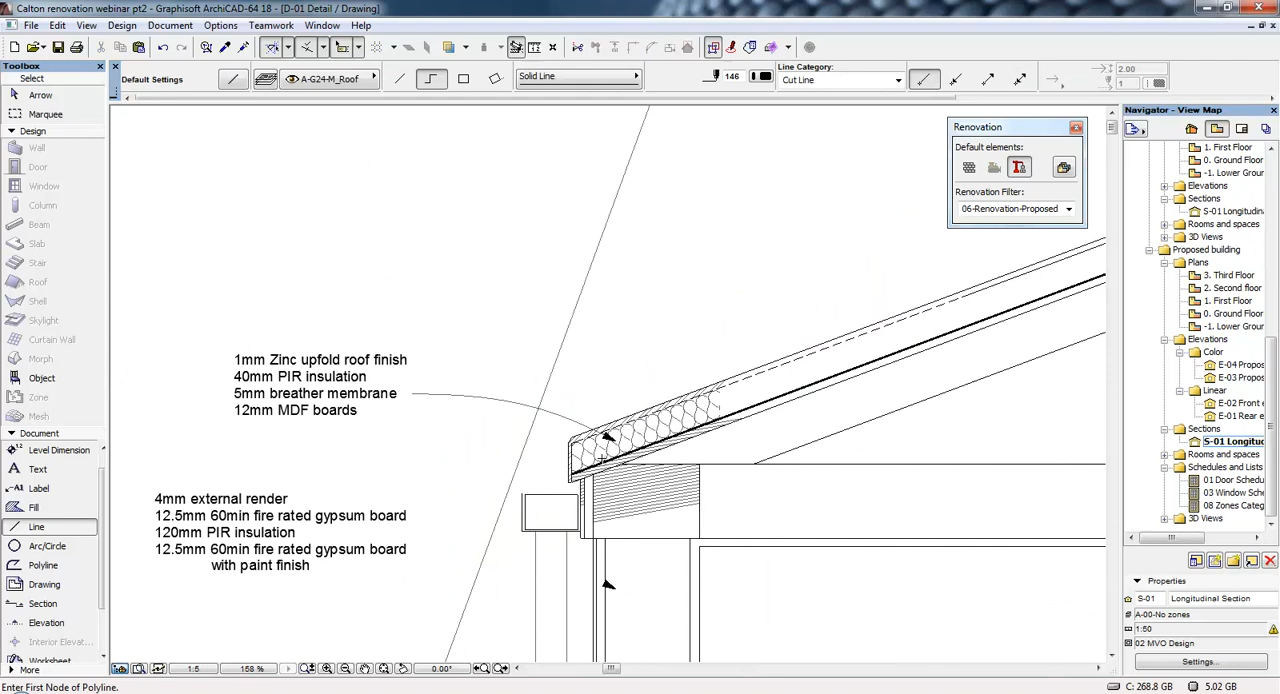 Calton renovation webinar pt2 - Graphisoft ArchiCAD-64 18 - [D-01 Detail / Drawing]
File Edit View Design Document Options Teamwork Window Help
Toolbox
Select
Arrow
Marquee
Design
Wall
Door
Window
Column
Beam
Slab
Stair
Roof
Shell
Skylight
Curtain Wall
Morph
Object
Zone
Mesh
Document
Level Dimension
Text
Label
Fill
Line
Arc/Circle
Polyline
Drawing
Section
Elevation
Interior Elevat...
Worksheet
More
Default Settings
A-G24-M_Roof
Solid Line
146
Line Category:
Cut Line
2.00
1
Renovation
Default elements:
Renovation Filter:
06-Renovation-Proposed
1mm Zinc upfold roof finish
40mm PIR insulation
5mm breather membrane
12mm MDF boards
4mm external render
12.5mm 60min fire rated gypsum board
120mm PIR insulation
12.5mm 60min fire rated gypsum board
with paint finish
Navigator - View Map
1. First Floor
0. Ground Floor
-1. Lower Groun
Elevations
Sections
S-01 Longitudina
Rooms and spaces
3D Views
Proposed building
Plans
3. Third Floor
2. Second floor
1. First Floor
0. Ground Floor
-1. Lower Groun
Elevations
Color
E-04 Propo
E-03 Propos
Linear
E-02 Front e
E-01 Rear e
Sections
S-01 Longituc
Rooms and spaces
Schedules and Lists
01 Door Schedu
03 Window Sche
08 Zones Categ
3D Views
Properties
S-01 Longitudinal Section
A-00-No zones
1:50
02 MVO Design
Settings...
1:5 158 % 0.00°
Enter First Node of Polyline.
C: 268.8 GB 5.02 GB